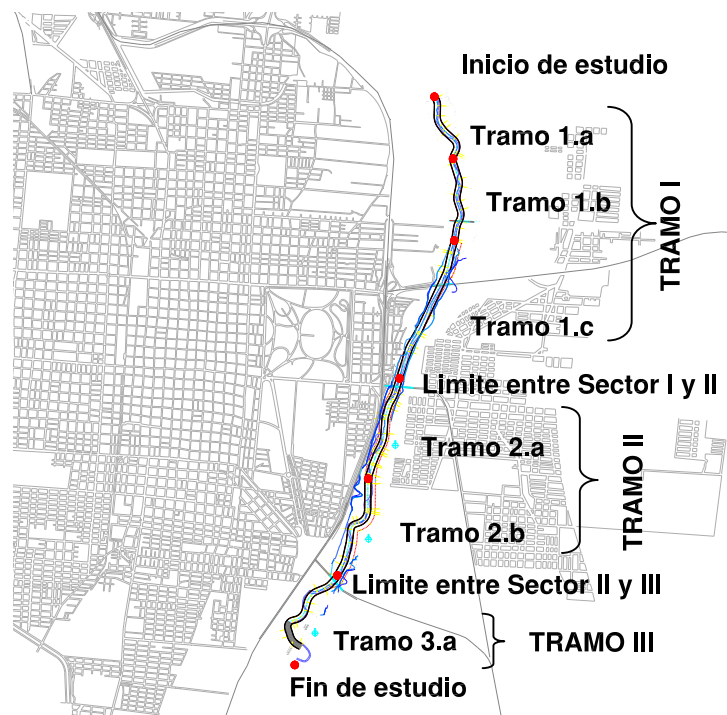 Inicio de estudio
Tramo 1.a
Tramo 1.b
TRAMO I
Tramo 1.c
Limite entre Sector I y II
Tramo 2.a
TRAMO II
Tramo 2.b
Limite entre Sector II y III
Tramo 3.a
TRAMO III
Fin de estudio